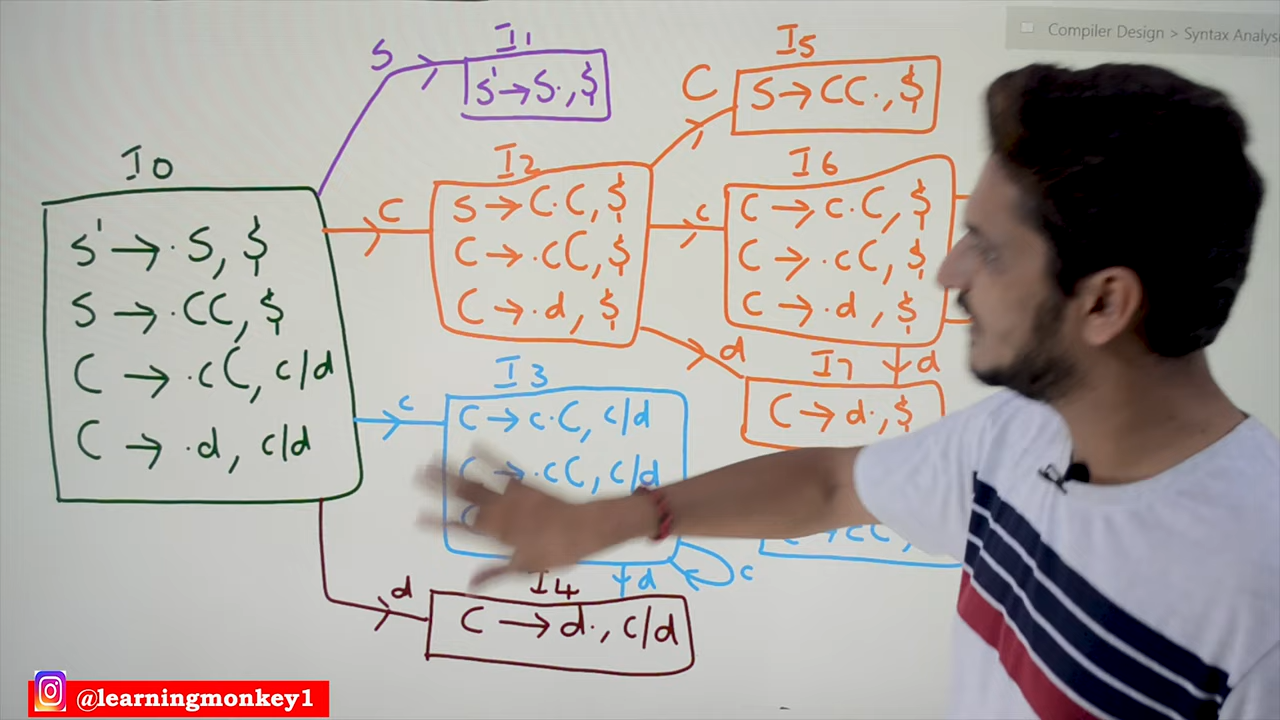 Compiler Design > Syntax Analysis
I0
S' → .S, $
S → .CC, $
C → .cC, c/d
C → .d, c/d
S
I1
S' → S., $
C
I2
S → C.C, $
C → .cC, $
C → .d, $
c
I3
C → c.C, c/d
C → .cC, c/d
c
d
d
I4
C → d., c/d
C
I5
S → CC., $
c
I6
C → c.C, $
C → .cC, $
C → .d, $
d
d
I7
C → d., $
@learningmonkey1